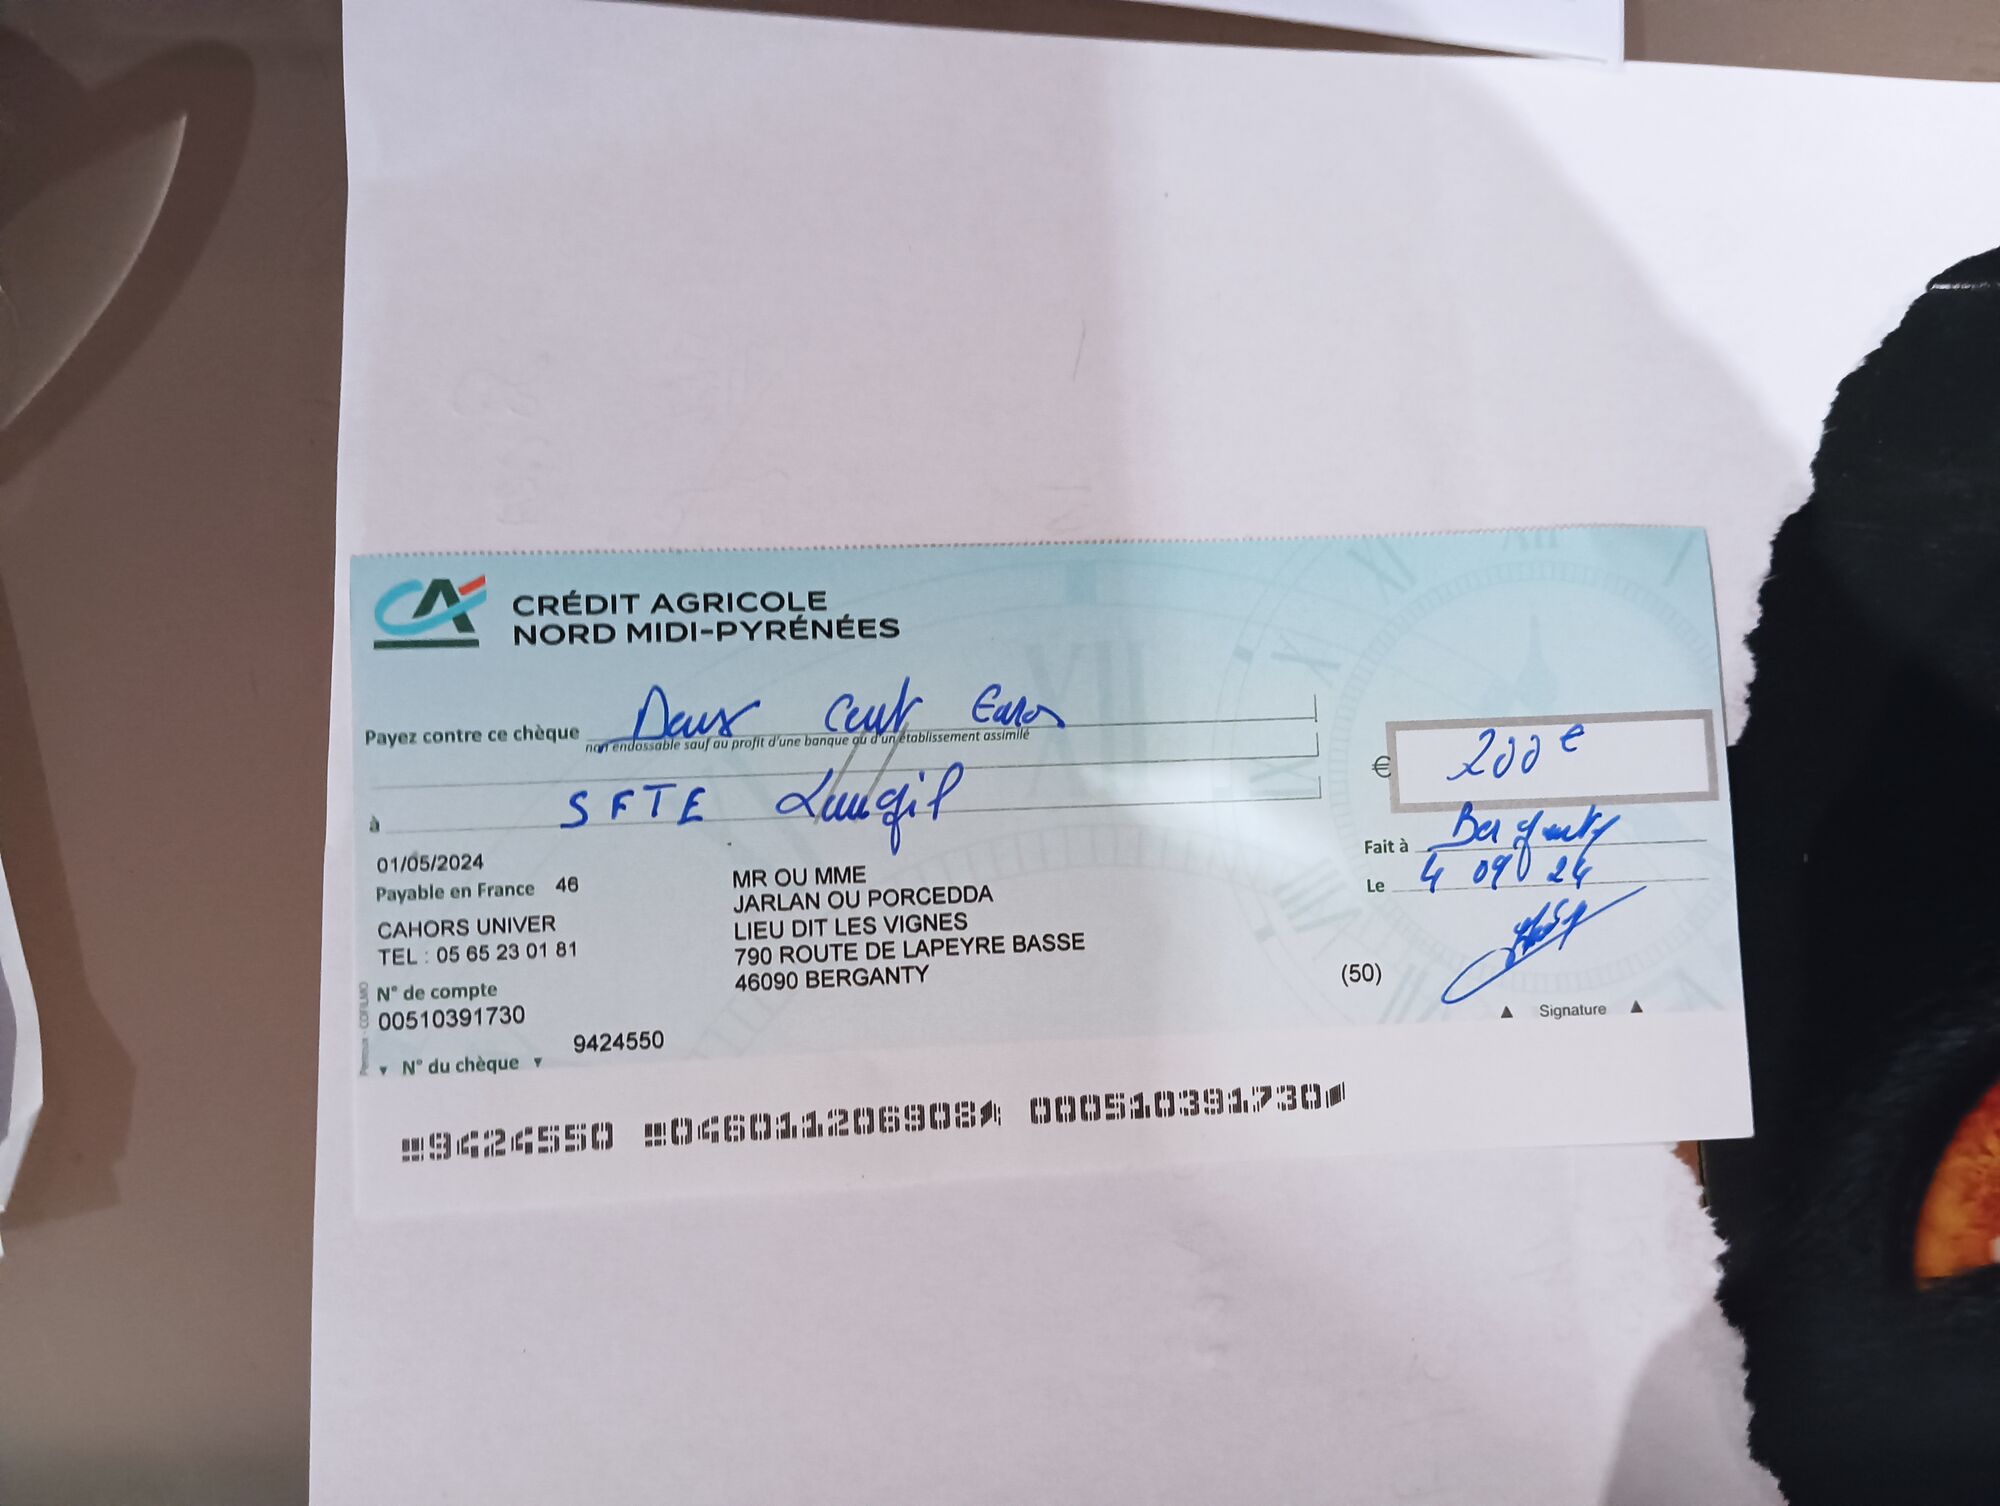 CRÉDIT AGRICOLE
NORD MIDI-PYRÉNÉES
Payez contre ce chèque Deux cent Euros
non endossable sauf au profit d'une banque ou d'un établissement assimilé
€ 200 €
à SFTE
Fait à Berganty
Le 4 09 24
01/05/2024
Payable en France 46
CAHORS UNIVER
TEL : 05 65 23 01 81
N° de compte
00510391730
9424550
N° du chèque
MR OU MME
JARLAN OU PORCEDDA
LIEU DIT LES VIGNES
790 ROUTE DE LAPEYRE BASSE
46090 BERGANTY
(50)
Signature
9424550 046011206908 000510391730